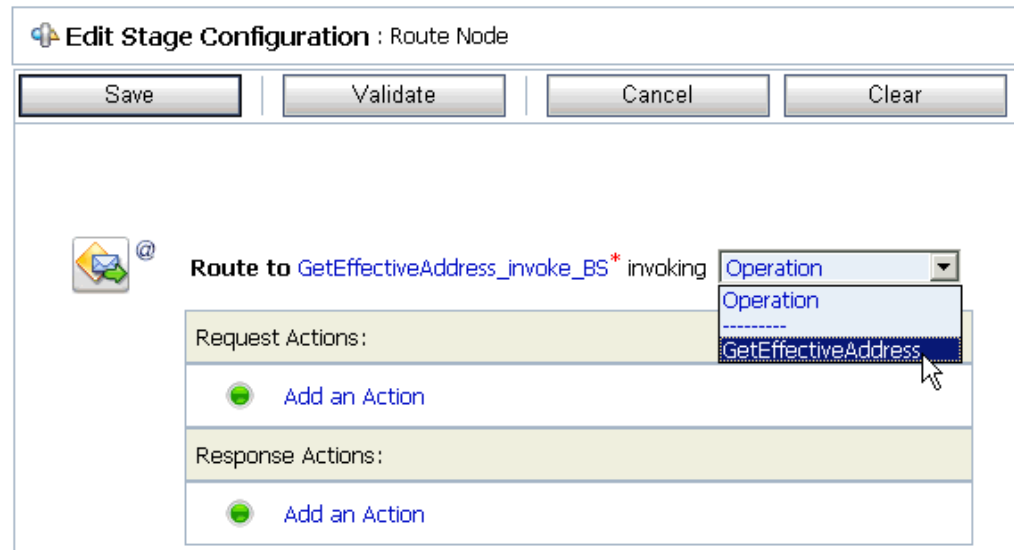 Edit Stage Configuration : Route Node
Save Validate Cancel Clear
@
Route to GetEffectiveAddress_invoke_BS* invoking Operation
Operation
---------
GetEffectiveAddress
Request Actions:
Add an Action
Response Actions:
Add an Action